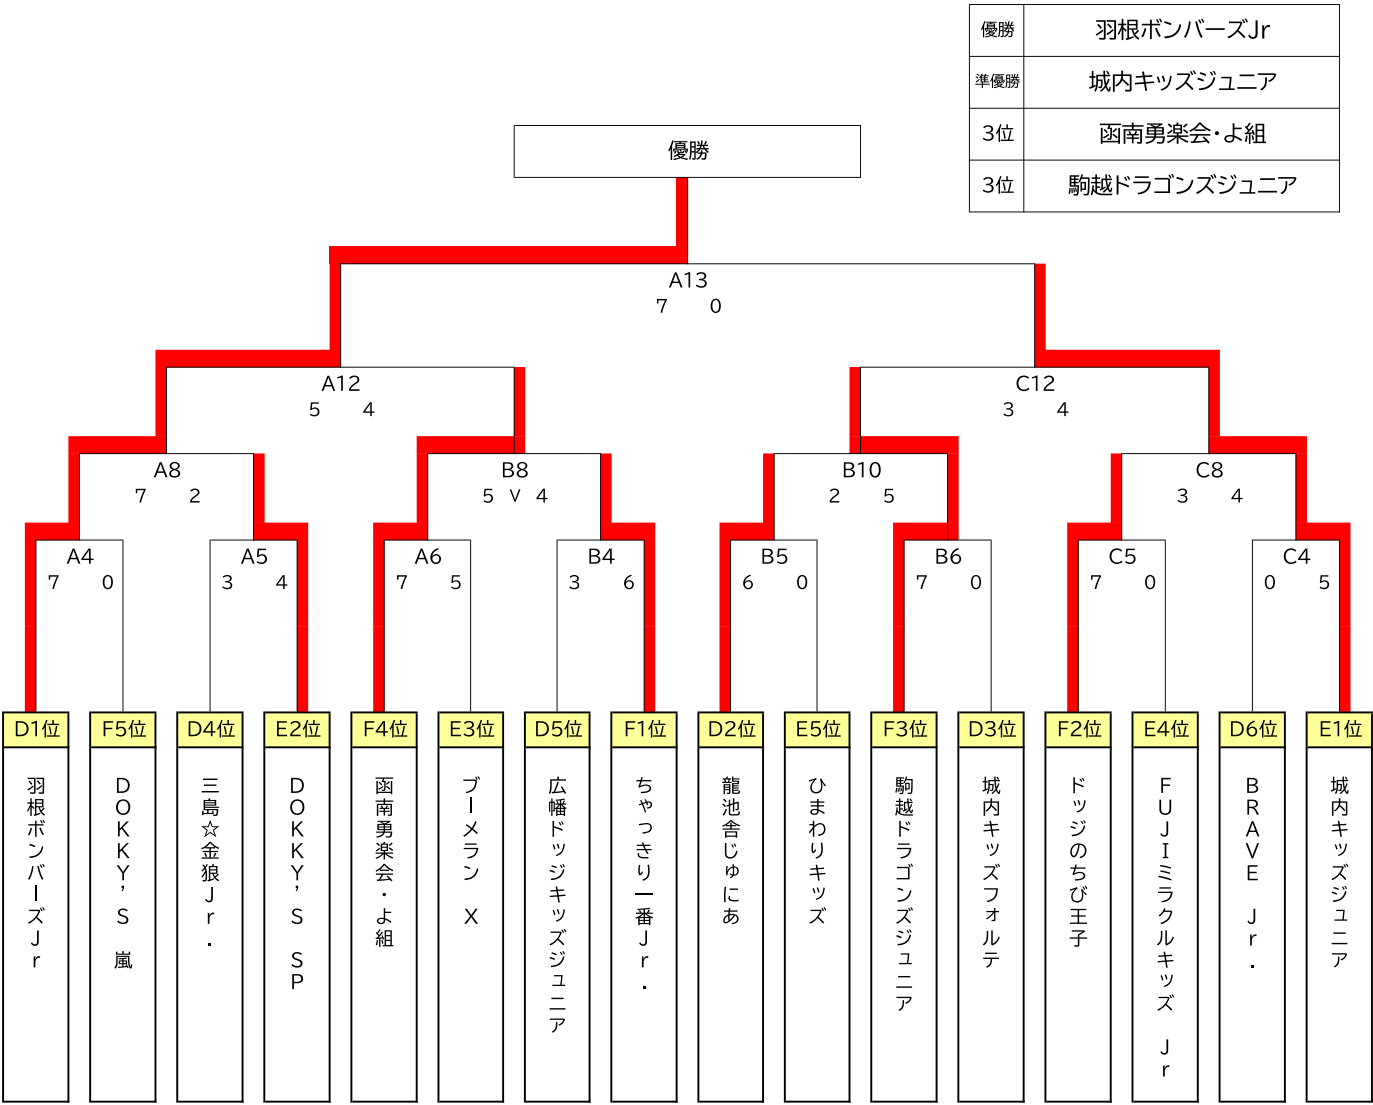 優勝 羽根ボンバーズJr
準優勝 城内キッズジュニア
3位 函南勇楽会・よ組
3位 駒越ドラゴンズジュニア
優勝
A13
7 0
A12 C12
5 4 3 4
A8 B8 B10 C8
7 2 5 V 4 2 5 3 4
A4 A5 A6 B4 B5 B6 C5 C4
7 0 3 4 7 5 3 6 6 0 7 0 7 0 0 5
D1位 F5位 D4位 E2位 F4位 E3位 D5位 F1位 D2位 E5位 F3位 D3位 F2位 E4位 D6位 E1位
羽根ボンバーズJr
DOKKY'S 嵐
三島☆金狼Jr.
DOKKY'S SP
函南勇楽会・よ組
ブーメラン X
広幡ドッジキッズジュニア
ちゃっきり一番Jr.
龍池舎じゅにあ
ひまわりキッズ
駒越ドラゴンズジュニア
城内キッズフォルテ
ドッジのちび王子
FUJIミラクルキッズ Jr
BRAVE Jr.
城内キッズジュニア